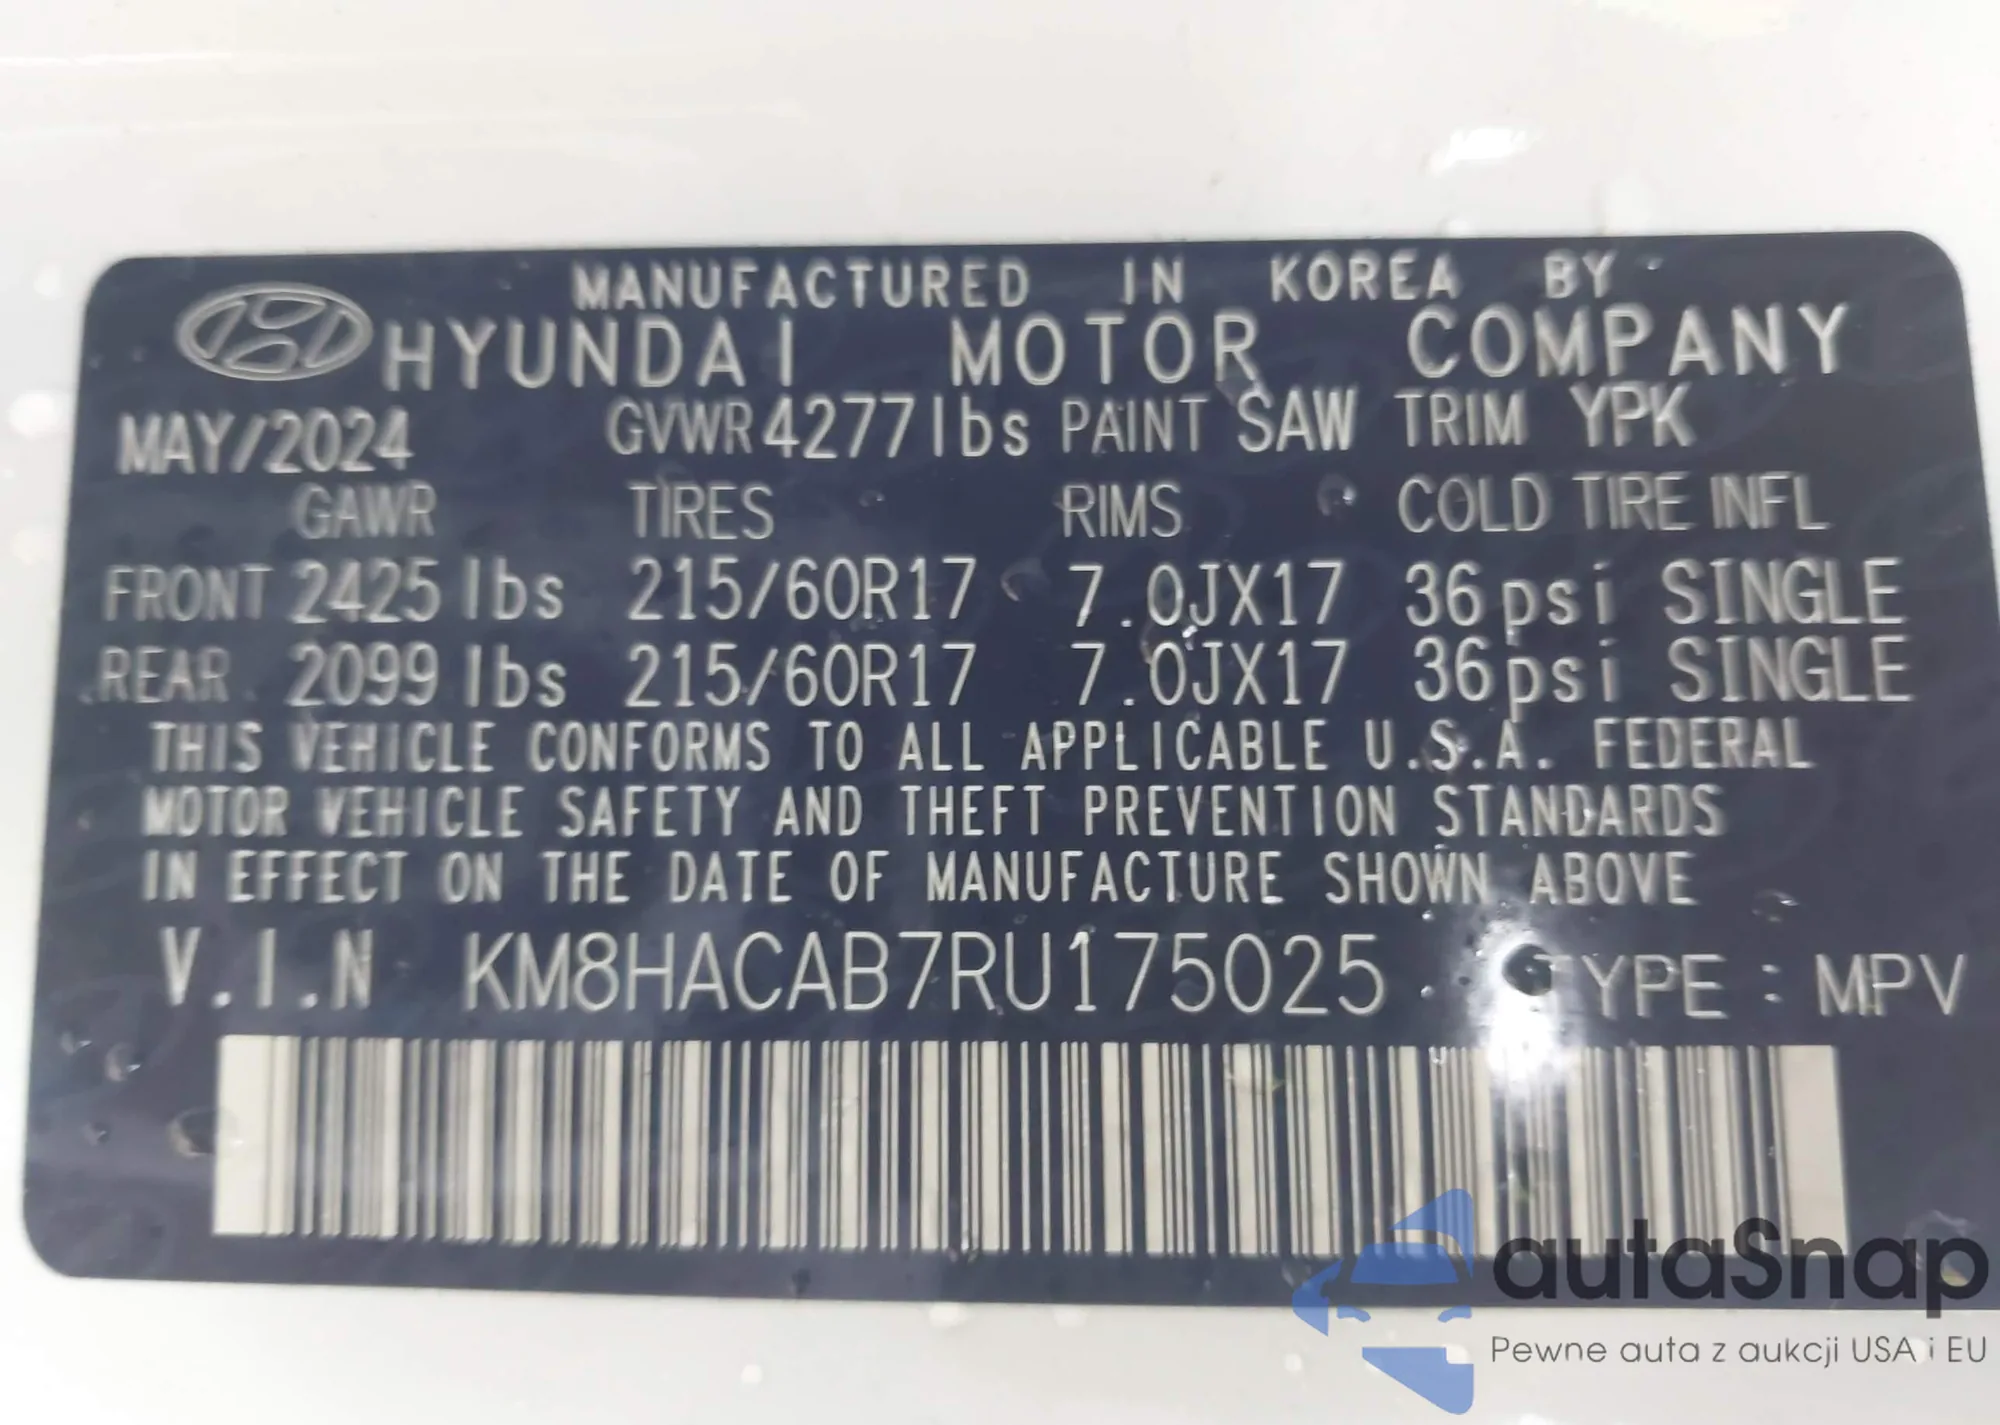 MANUFACTURED IN KOREA BY
HYUNDAI MOTOR COMPANY
MAY/2024 GVWR 4277 lbs PAINT SAW TRIM YPK
GAWR TIRES RIMS COLD TIRE INFL
FRONT 2425 lbs 215/60R17 7.0JX17 36 psi SINGLE
REAR 2099 lbs 215/60R17 7.0JX17 36 psi SINGLE
THIS VEHICLE CONFORMS TO ALL APPLICABLE U.S.A. FEDERAL
MOTOR VEHICLE SAFETY AND THEFT PREVENTION STANDARDS
IN EFFECT ON THE DATE OF MANUFACTURE SHOWN ABOVE
V.I.N KM8HACAB7RU175025 TYPE : MPV
autaSnap
Pewne auta z aukcji USA i EU